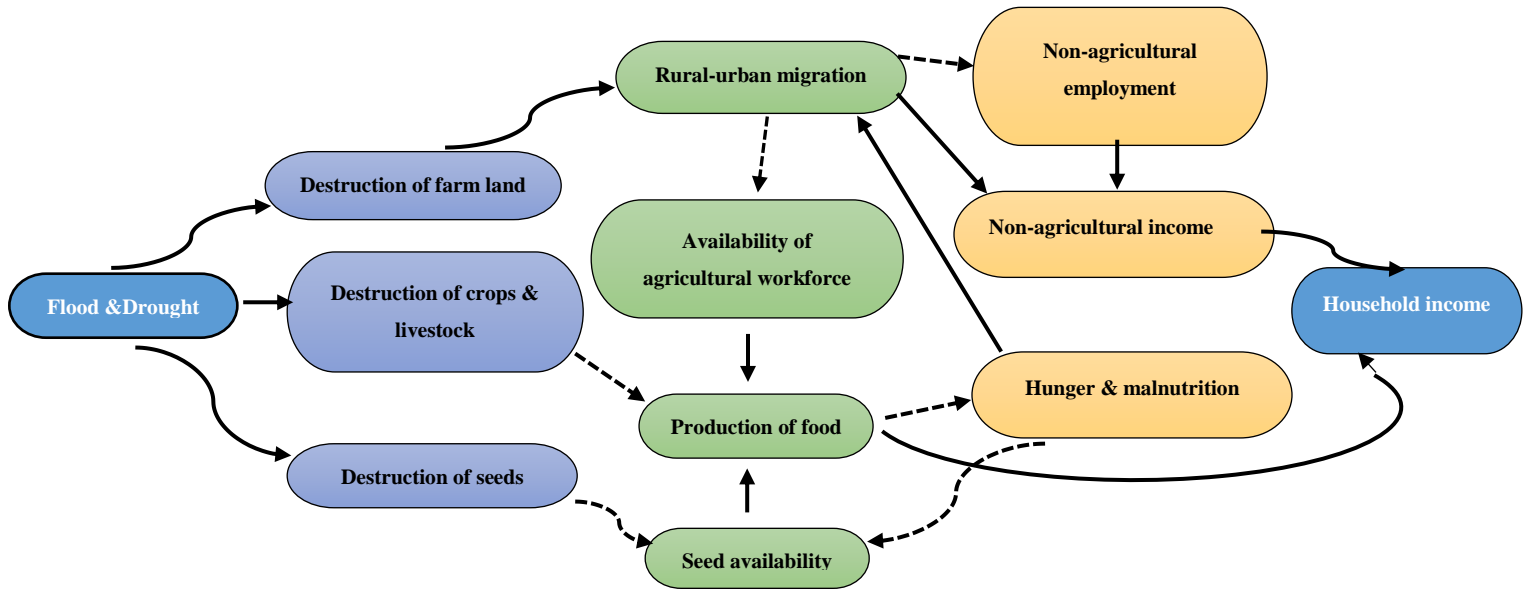 Non-agricultural
employment
Rural-urban migration
Destruction of farm land
Non-agricultural income
Availability of
agricultural workforce
Destruction of crops &
livestock
Flood &Drought
Household income
Hunger & malnutrition
Production of food
Destruction of seeds
Seed availability